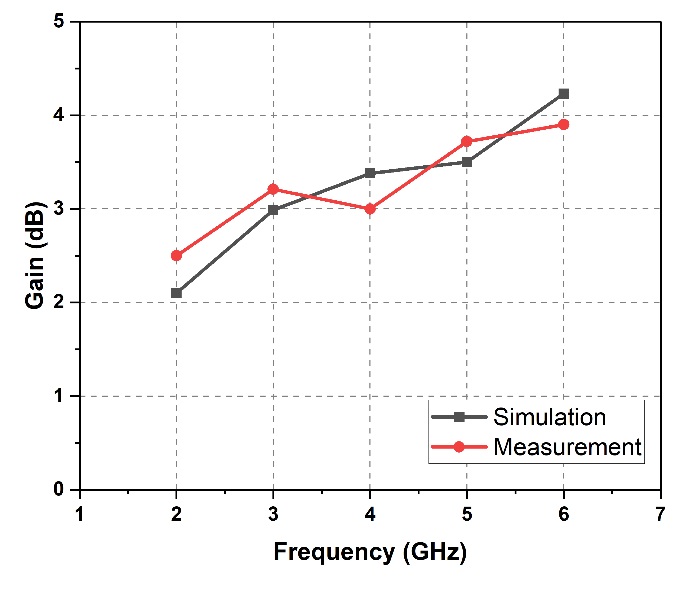 5
4
3
2
1
0
Gain (dB)
Simulation
Measurement
1 2 3 4 5 6 7
Frequency (GHz)